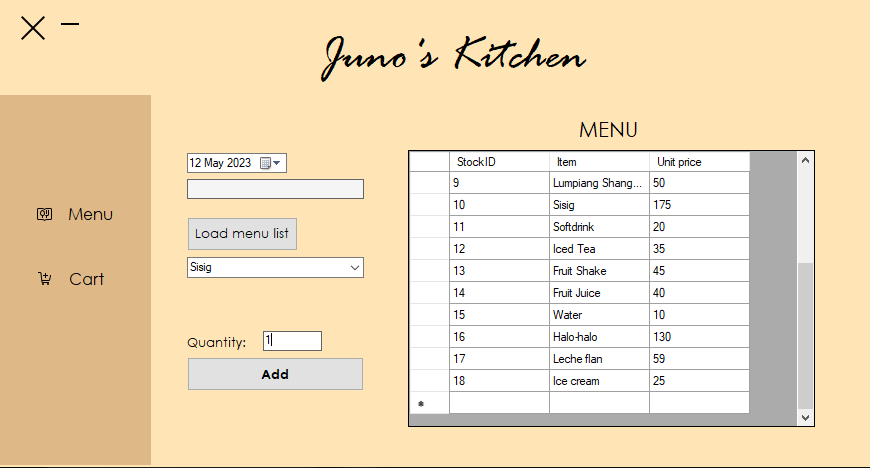 Juno's Kitchen
Menu
Cart
12 May 2023
Load menu list
Sisig
Quantity: 1
Add
MENU
StockID Item Unit price
9 Lumpiang Shang... 50
10 Sisig 175
11 Softdrink 20
12 Iced Tea 35
13 Fruit Shake 45
14 Fruit Juice 40
15 Water 10
16 Halo-halo 130
17 Leche flan 59
18 Ice cream 25
*